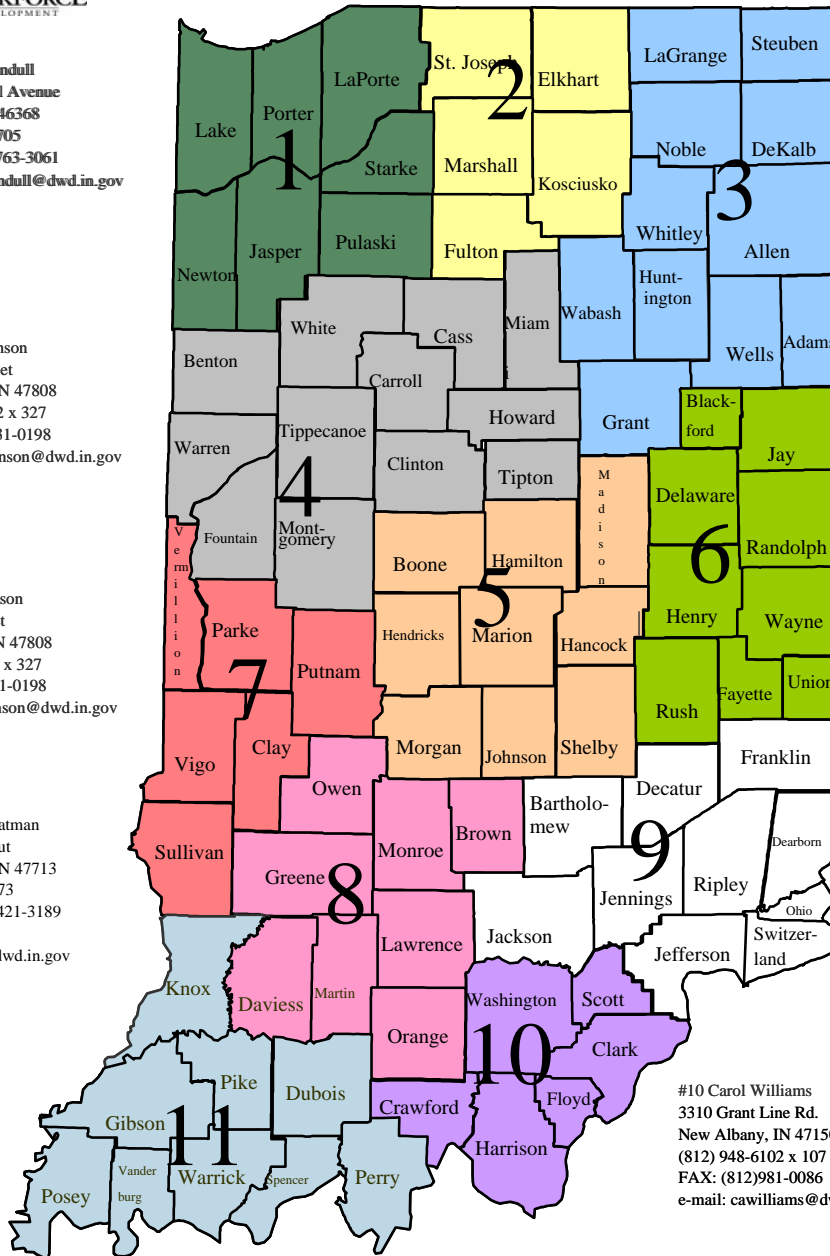 ELOPMENT
ndull
l Avenue
46368
705
763-3061
ndull@dwd.in.gov
nson
et
N 47808
2 x 327
31-0198
nson@dwd.in.gov
son
t
N 47808
x 327
1-0198
nson@dwd.in.gov
atman
ut
N 47713
73
421-3189
dwd.in.gov
Lake
Porter
LaPorte
1
Starke
Newton
Jasper
Pulaski
St. Joseph
2
Elkhart
Marshall
Kosciusko
Fulton
LaGrange
Steuben
Noble
DeKalb
3
Whitley
Allen
Wabash
Hunt-
ington
Wells
Adams
Grant
White
Cass
Miam
i
Benton
Carroll
Howard
Warren
Tippecanoe
4
Clinton
Tipton
Fountain
Mont-
gomery
Black-
ford
Jay
Delaware
6
Randolph
Henry
Wayne
Rush
Fayette
Union
Madison
Boone
Hamilton
5
Hendricks
Marion
Hancock
Morgan
Johnson
Shelby
Vermillion
Parke
Putnam
7
Vigo
Clay
Sullivan
Owen
Monroe
Brown
Greene
8
Lawrence
Daviess
Martin
Orange
Franklin
Decatur
Bartholo-
mew
9
Dearborn
Jennings
Ripley
Ohio
Jackson
Jefferson
Switzer-
land
Washington
Scott
10
Clark
Crawford
Floyd
Harrison
Knox
Pike
Dubois
Gibson
11
Posey
Vander
burg
Warrick
Spencer
Perry
#10 Carol Williams
3310 Grant Line Rd.
New Albany, IN 47150
(812) 948-6102 x 107
FAX: (812)981-0086
e-mail: cawilliams@dv